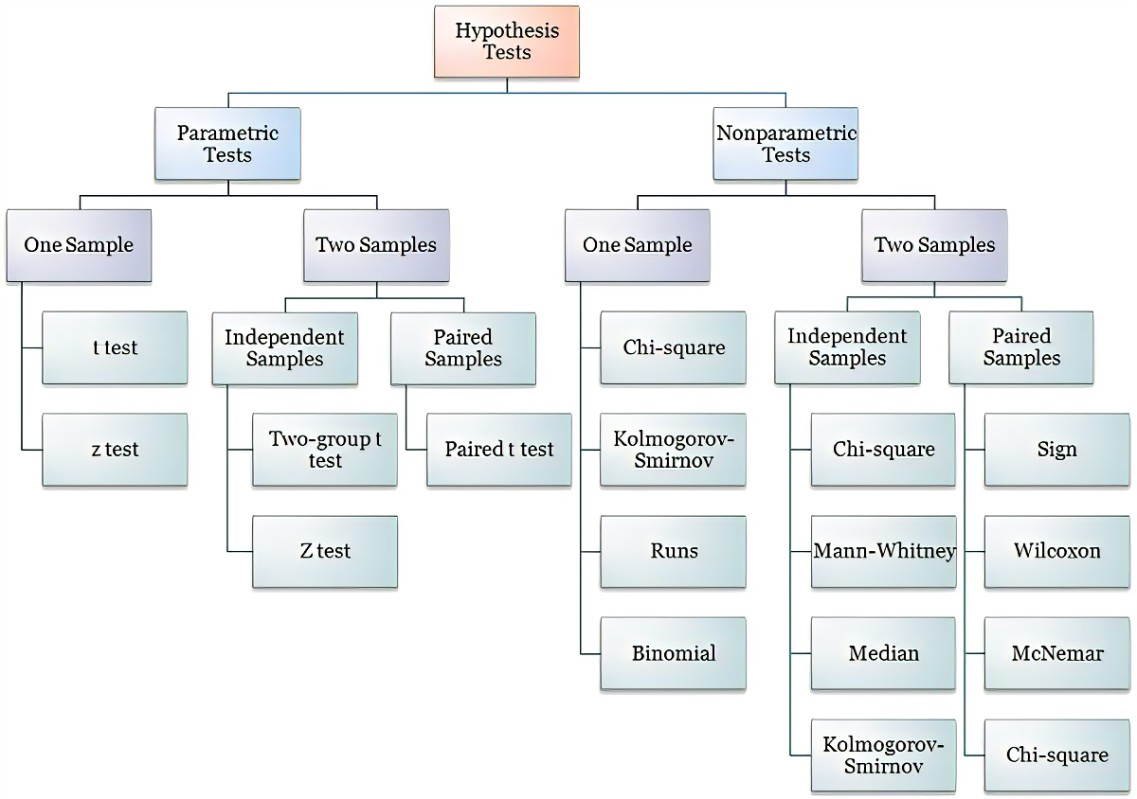 Hypothesis
Tests
Parametric
Tests
Nonparametric
Tests
One Sample
Two Samples
One Sample
Two Samples
t test
z test
Independent
Samples
Paired
Samples
Two-group t
test
Z test
Paired t test
Chi-square
Kolmogorov-
Smirnov
Runs
Binomial
Independent
Samples
Paired
Samples
Chi-square
Mann-Whitney
Median
Kolmogorov-
Smirnov
Sign
Wilcoxon
McNemar
Chi-square